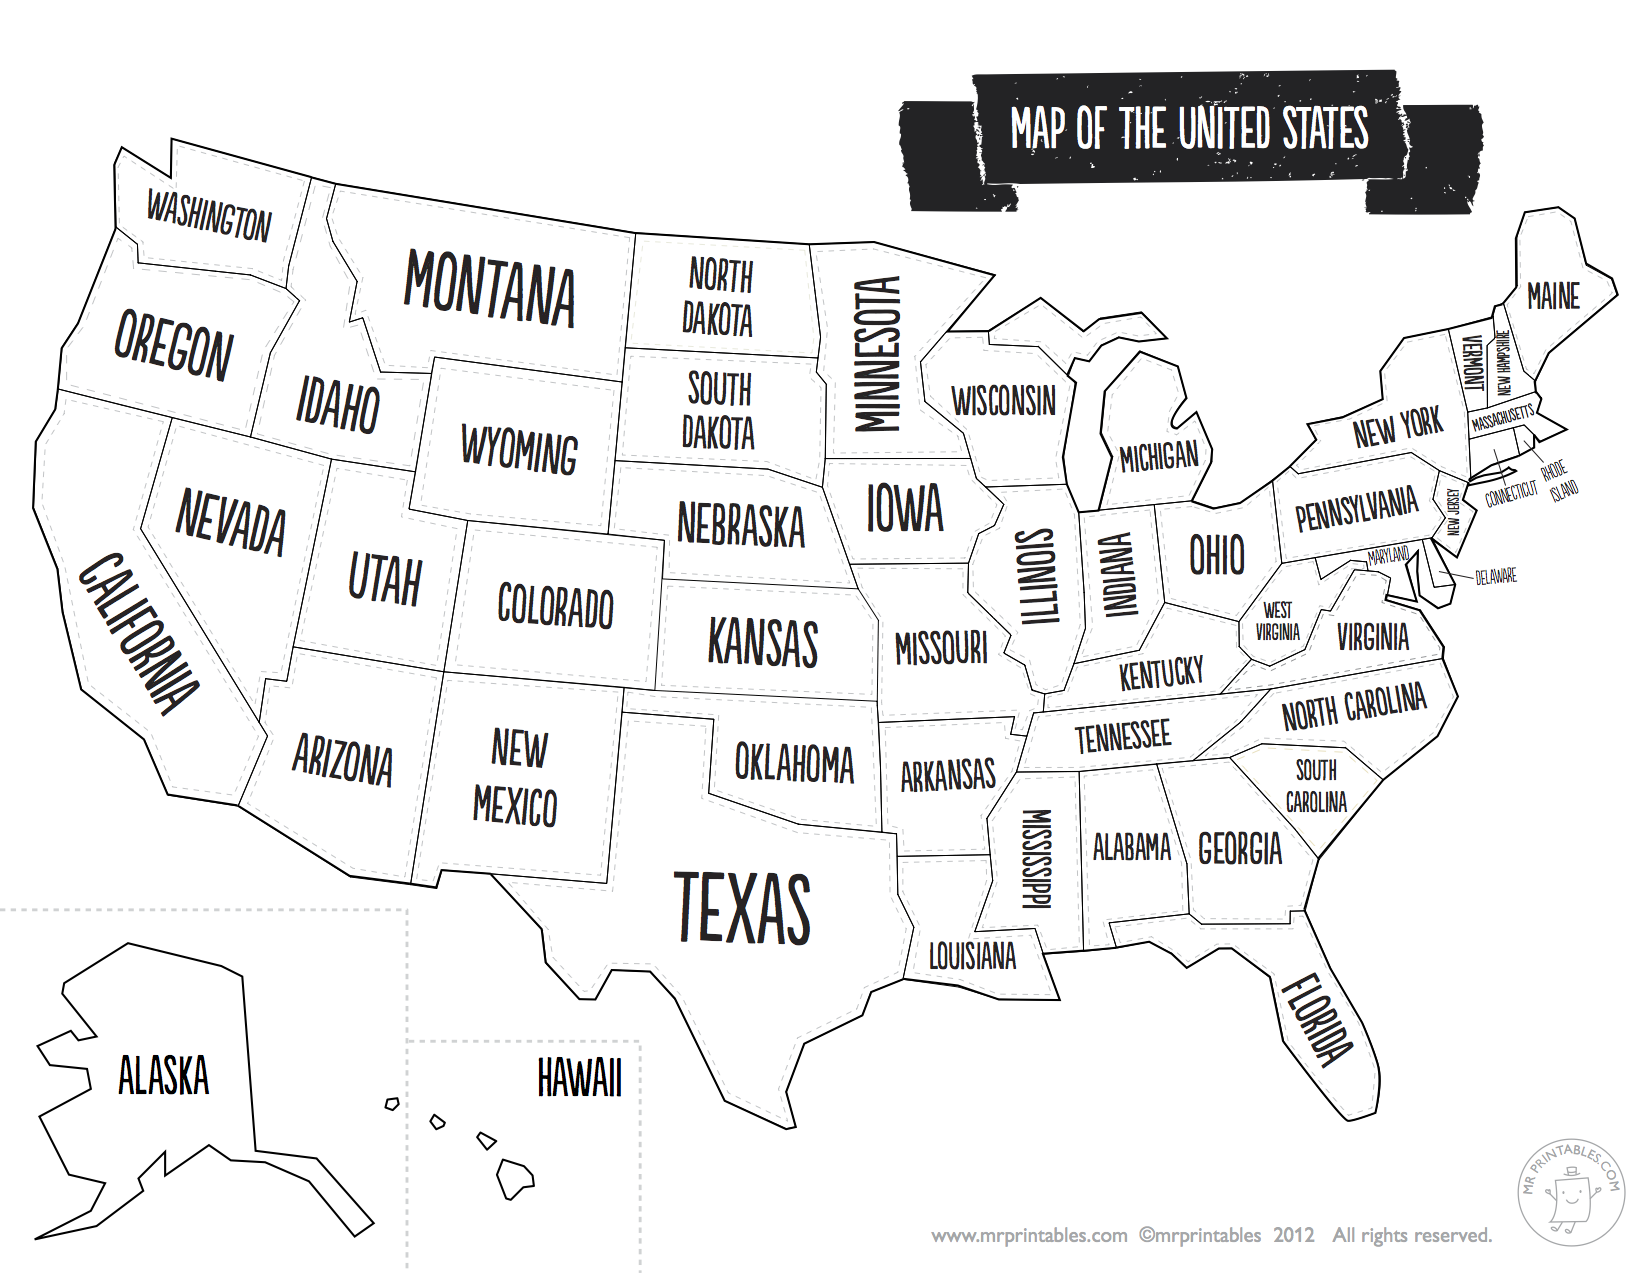 MAP OF THE UNITED STATES
WASHINGTON
OREGON
CALIFORNIA
NEVADA
IDAHO
MONTANA
WYOMING
UTAH
ARIZONA
COLORADO
NEW
MEXICO
NORTH
DAKOTA
SOUTH
DAKOTA
NEBRASKA
KANSAS
OKLAHOMA
TEXAS
MINNESOTA
IOWA
MISSOURI
ARKANSAS
LOUISIANA
WISCONSIN
ILLINOIS
MICHIGAN
INDIANA
OHIO
KENTUCKY
TENNESSEE
MISSISSIPPI
ALABAMA
GEORGIA
FLORIDA
SOUTH
CAROLINA
NORTH CAROLINA
VIRGINIA
WEST
VIRGINIA
MARYLAND
DELAWARE
PENNSYLVANIA
NEW JERSEY
NEW YORK
CONNECTICUT
RHODE
ISLAND
MASSACHUSETTS
VERMONT
NEW HAMPSHIRE
MAINE
ALASKA
HAWAII
MR PRINTABLES.COM
www.mrprintables.com ©mrprintables 2012 All rights reserved.